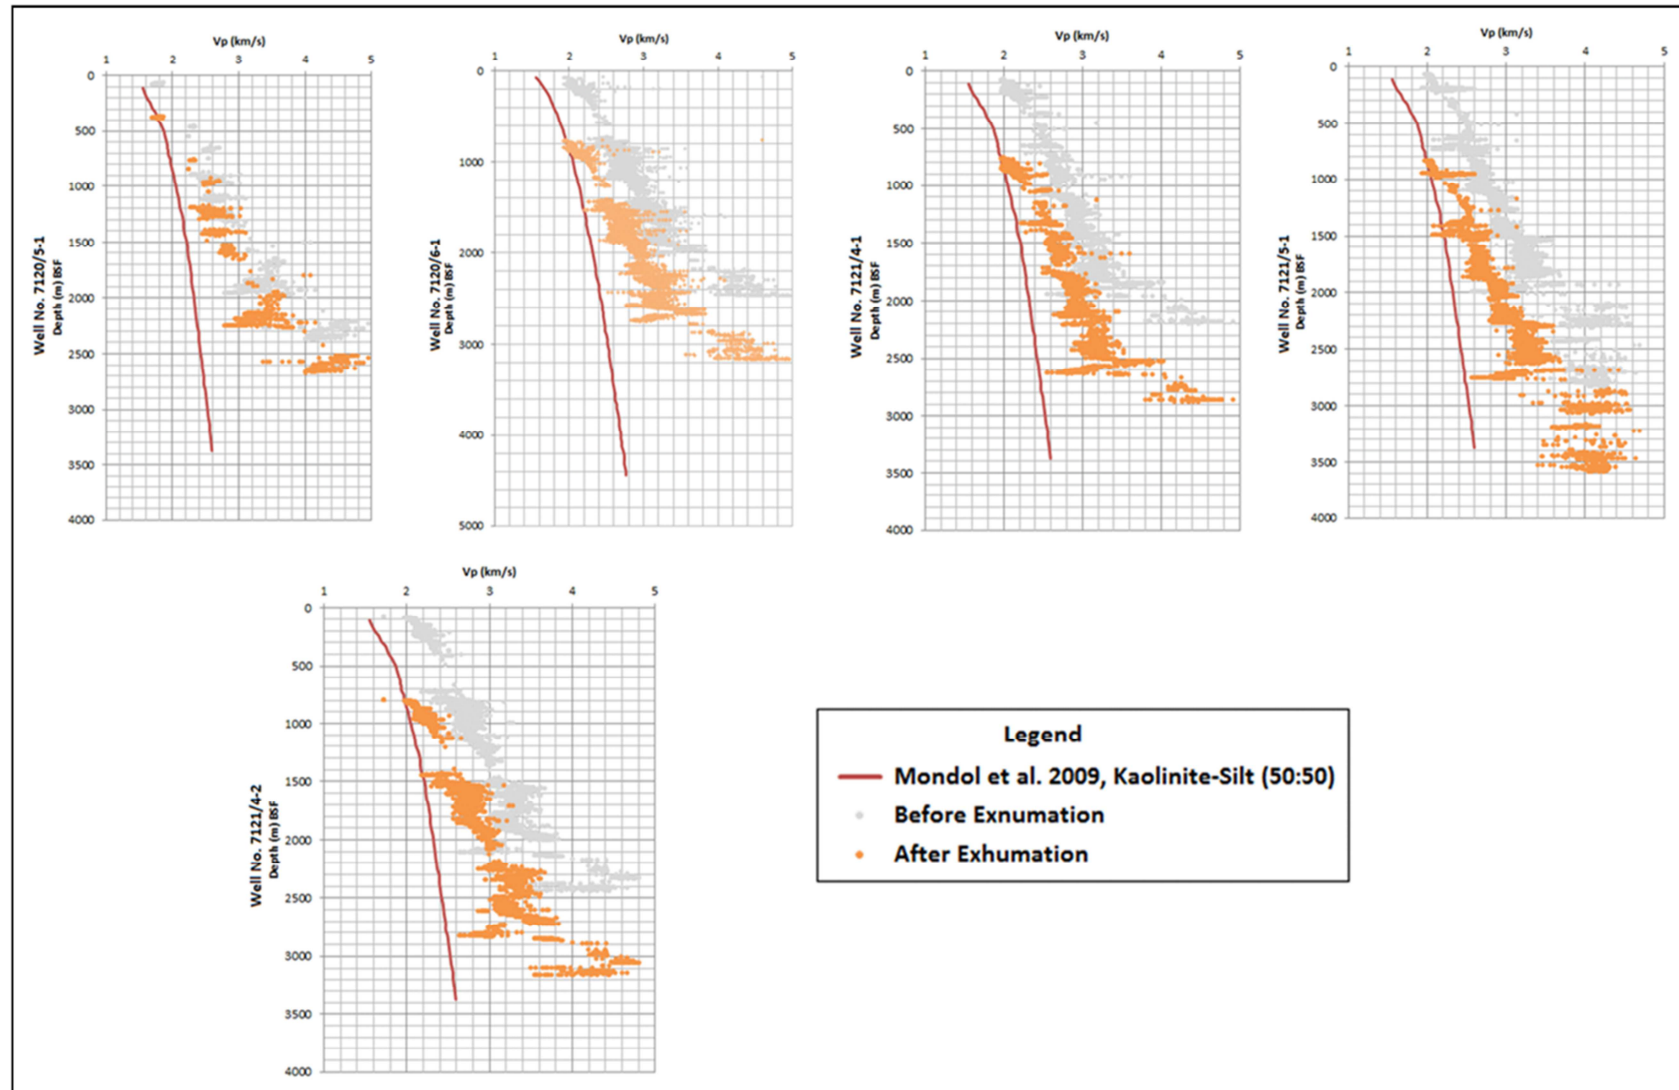 Vp (km/s)
1 2 3 4 5
0
500
1000
1500
2000
2500
3000
3500
4000
Well No. 7120/5-1
Depth (m) BSF
Vp (km/s)
1 2 3 4 5
0
1000
2000
3000
4000
5000
Well No. 7120/6-1
Depth (m) BSF
Vp (km/s)
1 2 3 4 5
0
500
1000
1500
2000
2500
3000
3500
4000
Well No. 7121/4-1
Depth (m) BSF
Vp (km/s)
1 2 3 4 5
0
500
1000
1500
2000
2500
3000
3500
4000
Well No. 7121/5-1
Depth (m) BSF
Vp (km/s)
1 2 3 4 5
0
500
1000
1500
2000
2500
3000
3500
4000
Well No. 7121/4-2
Depth (m) BSF
Legend
Mondol et al. 2009, Kaolinite-Silt (50:50)
Before Exnumation
After Exhumation